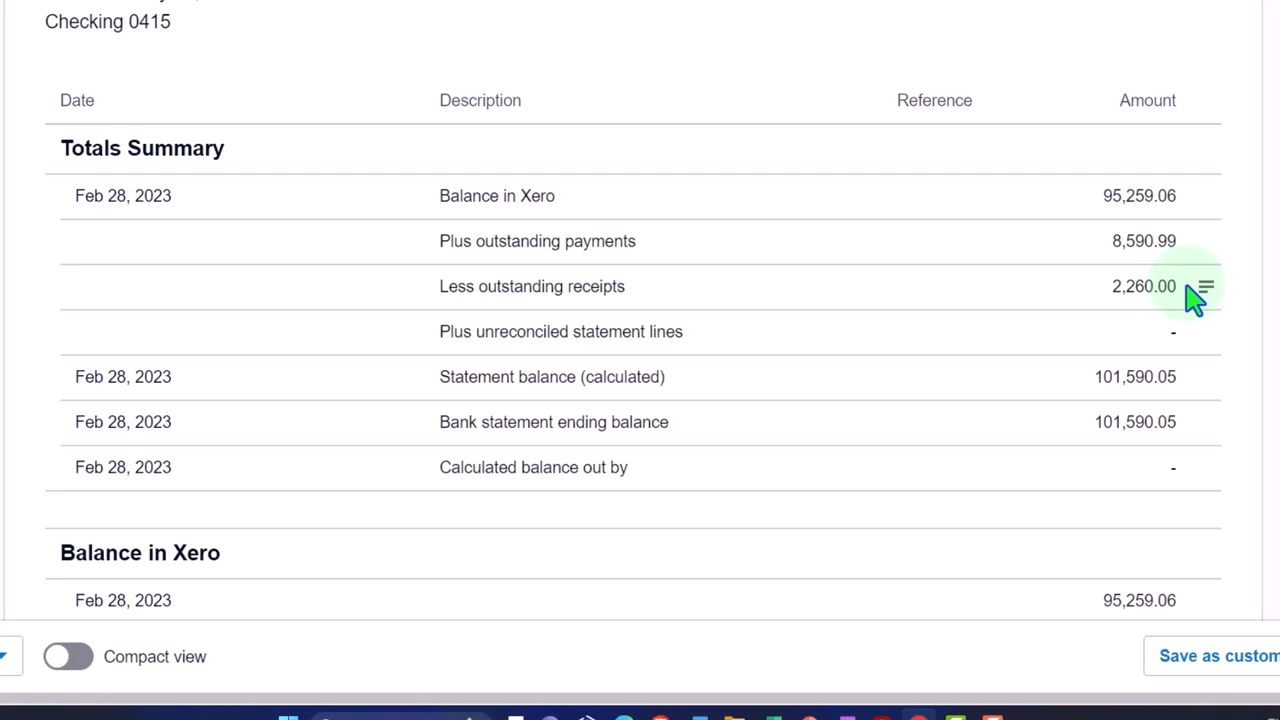 Checking 0415
Date Description Reference Amount
Totals Summary
Feb 28, 2023 Balance in Xero 95,259.06
Plus outstanding payments 8,590.99
Less outstanding receipts 2,260.00
Plus unreconciled statement lines -
Feb 28, 2023 Statement balance (calculated) 101,590.05
Feb 28, 2023 Bank statement ending balance 101,590.05
Feb 28, 2023 Calculated balance out by -
Balance in Xero
Feb 28, 2023 95,259.06
Compact view Save as custom